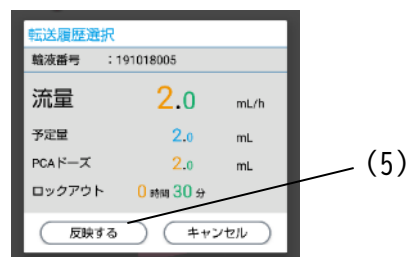 転送履歴選択
輸液番号 :191018005
流量 2.0 mL/h
予定量 2.0 mL
PCAドーズ 2.0 mL
ロックアウト 0 時間 30 分
反映する キャンセル
(5)